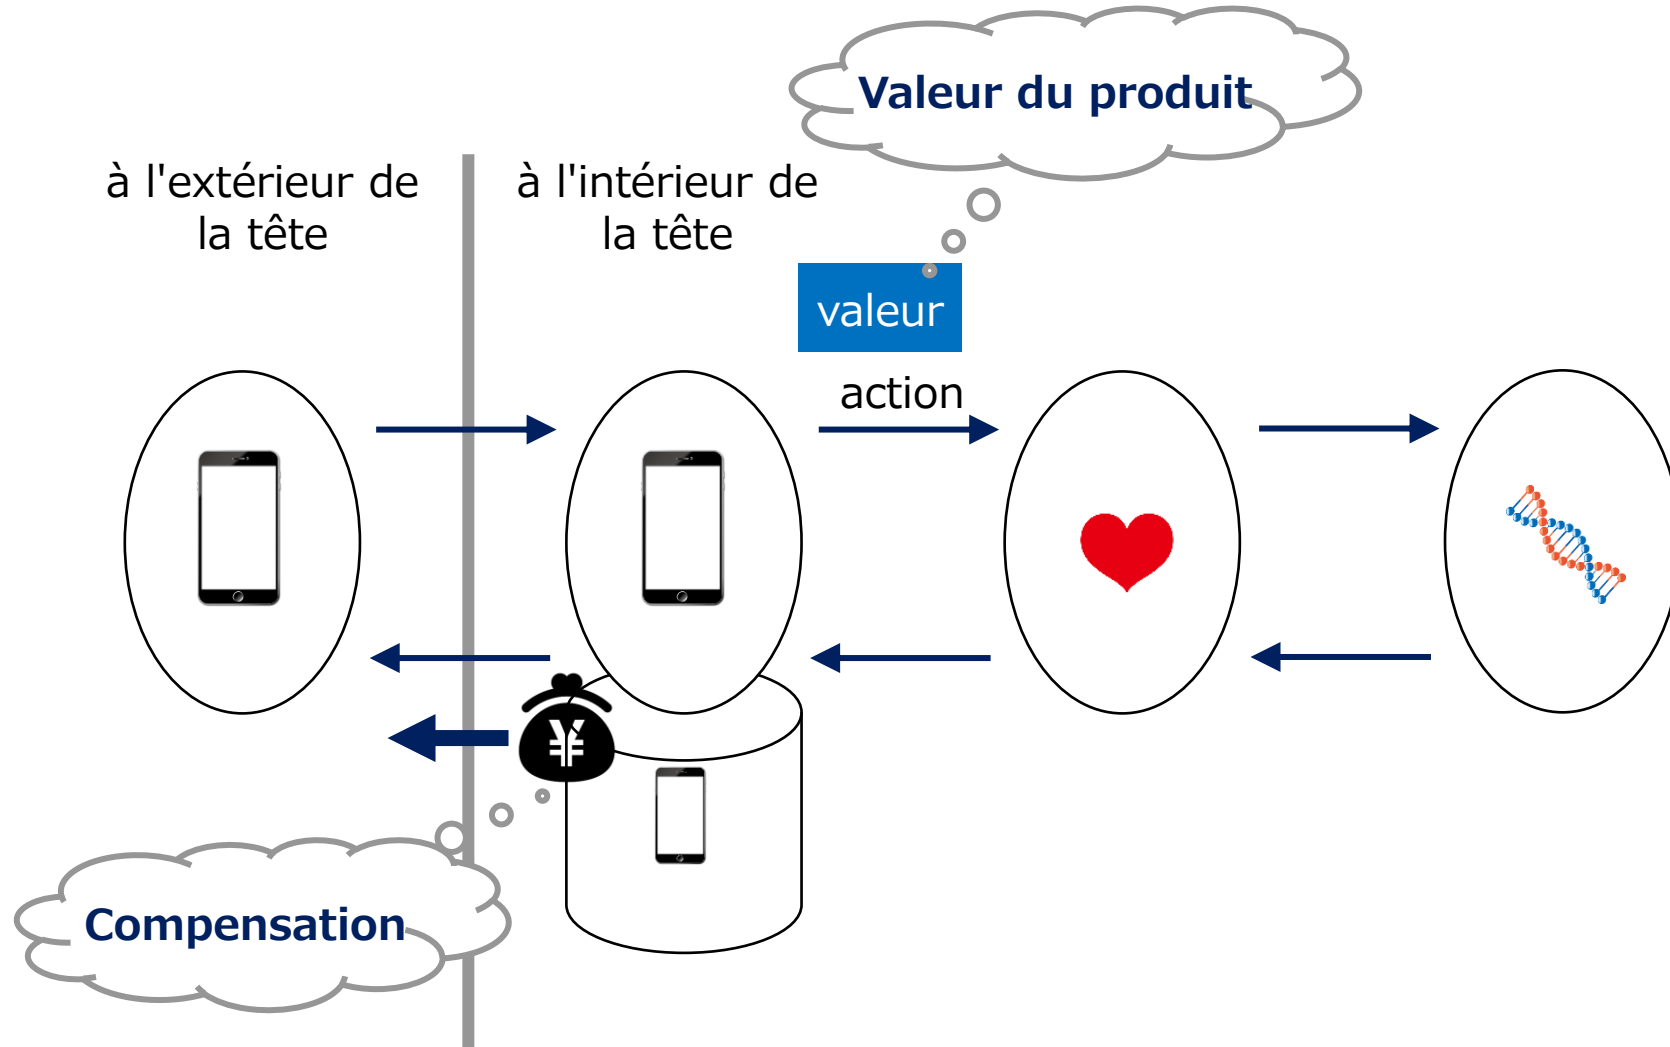 Valeur du produit
à l'extérieur de
la tête
à l'intérieur de
la tête
valeur
action
¥
Compensation